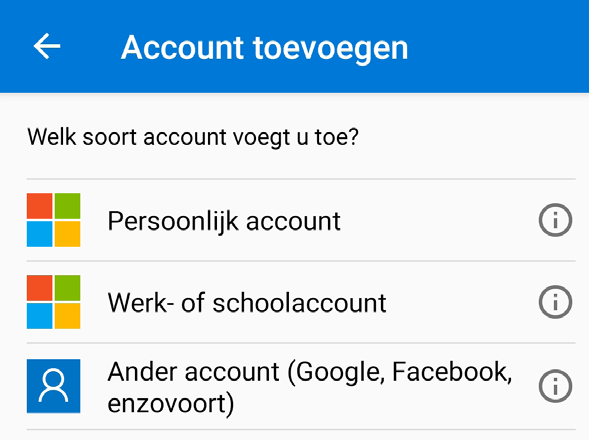 Account toevoegen
Welk soort account voegt u toe?
Persoonlijk account
Werk- of schoolaccount
Ander account (Google, Facebook,
enzovoort)